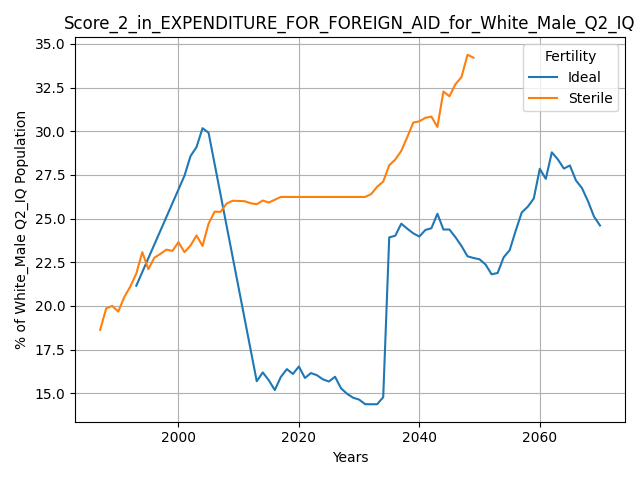 Score_2_in_EXPENDITURE_FOR_FOREIGN_AID_for_White_Male_Q2_IQ
35.0
32.5
30.0
27.5
25.0
22.5
20.0
17.5
15.0
% of White_Male Q2_IQ Population
Fertility
Ideal
Sterile
2000
2020
2040
2060
Years